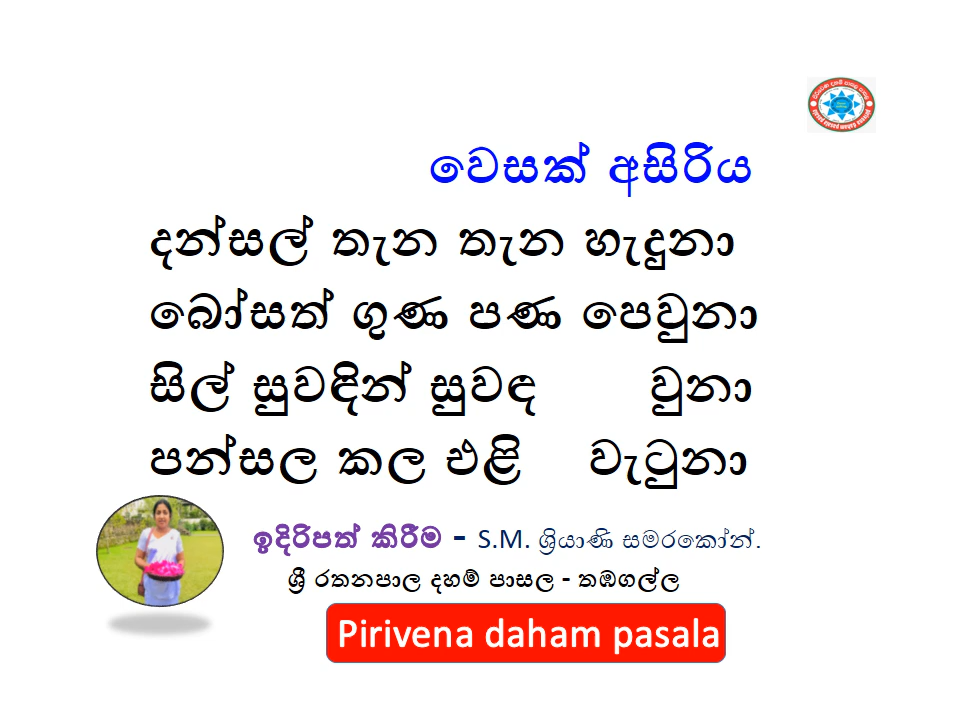 වෙසක් අසිරිය
දන්සල් තැන තැන හැදුනා
බෝසත් ගුණ පණ පෙවුනා
සිල් සුවඳින් සුවඳ වුනා
පන්සල කල එළි වැටුනා
ඉදිරිපත් කිරීම - S.M. ශ්‍රියාණි සමරකෝන්.
ශ්‍රී රතනපාල දහම් පාසල - තඹගල්ල
Pirivena daham pasala